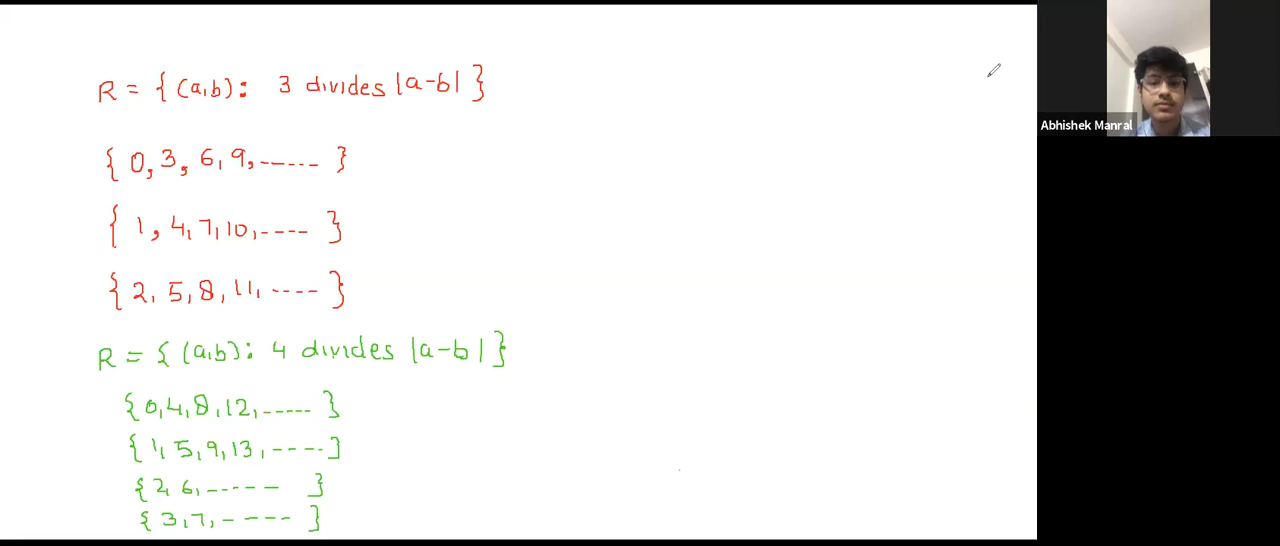 R = { (a,b): 3 divides |a-b| }
{ 0, 3, 6, 9, ------ }
{ 1, 4, 7, 10, ----- }
{ 2, 5, 8, 11, ----- }
R = { (a,b): 4 divides |a-b| }
{ 0, 4, 8, 12, ------ }
{ 1, 5, 9, 13, ----- ]
{ 2, 6, ------ }
{ 3, 7, ----- }
Abhishek Manral